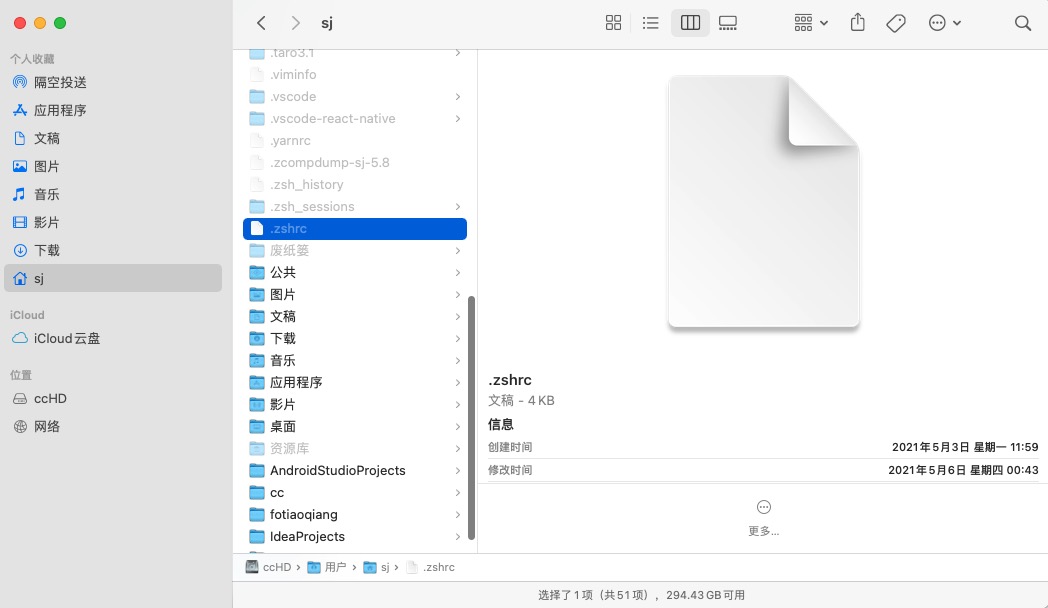 sj
个人收藏
隔空投送
应用程序
文稿
图片
音乐
影片
下载
sj
iCloud
iCloud云盘
位置
ccHD
网络
.taro3.1
.viminfo
.vscode
.vscode-react-native
.yarnrc
.zcompdump-sj-5.8
.zsh_history
.zsh_sessions
.zshrc
废纸篓
公共
图片
文稿
下载
音乐
应用程序
影片
桌面
资源库
AndroidStudioProjects
cc
fotiaoqiang
IdeaProjects
.zshrc
文稿 - 4 KB
信息
创建时间 2021年5月3日 星期一 11:59
修改时间 2021年5月6日 星期四 00:43
更多...
ccHD › 用户 › sj › .zshrc
选择了1项（共51项）, 294.43 GB可用